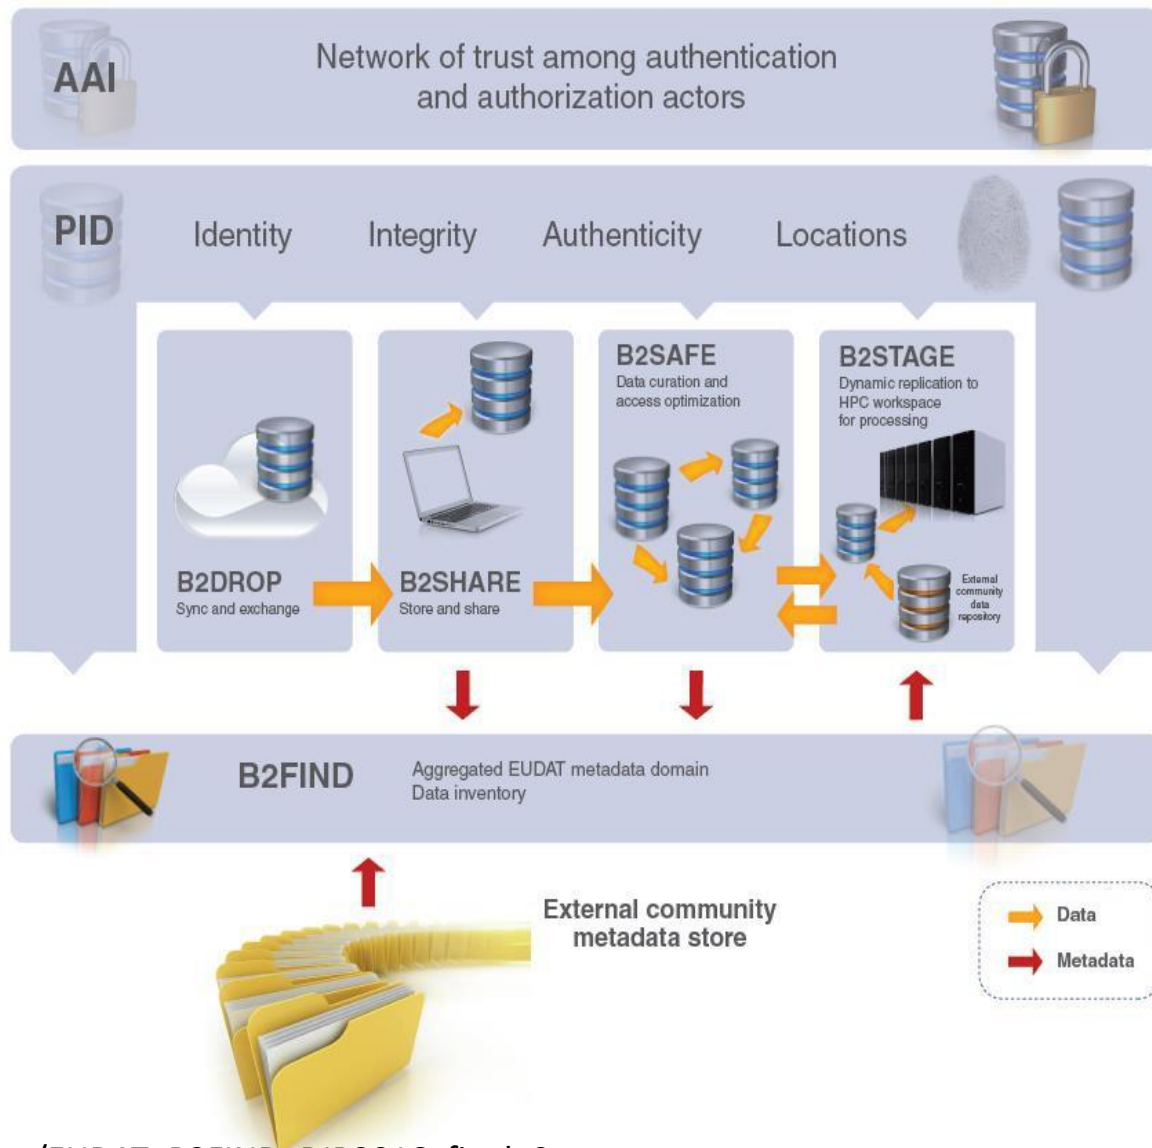 AAI
Network of trust among authentication
and authorization actors
PID
Identity
Integrity
Authenticity
Locations
B2DROP
Sync and exchange
B2SHARE
Store and share
B2SAFE
Data curation and
access optimization
B2STAGE
Dynamic replication to
HPC workspace
for processing
External
community
data
repository
B2FIND
Aggregated EUDAT metadata domain
Data inventory
External community
metadata store
Data
Metadata